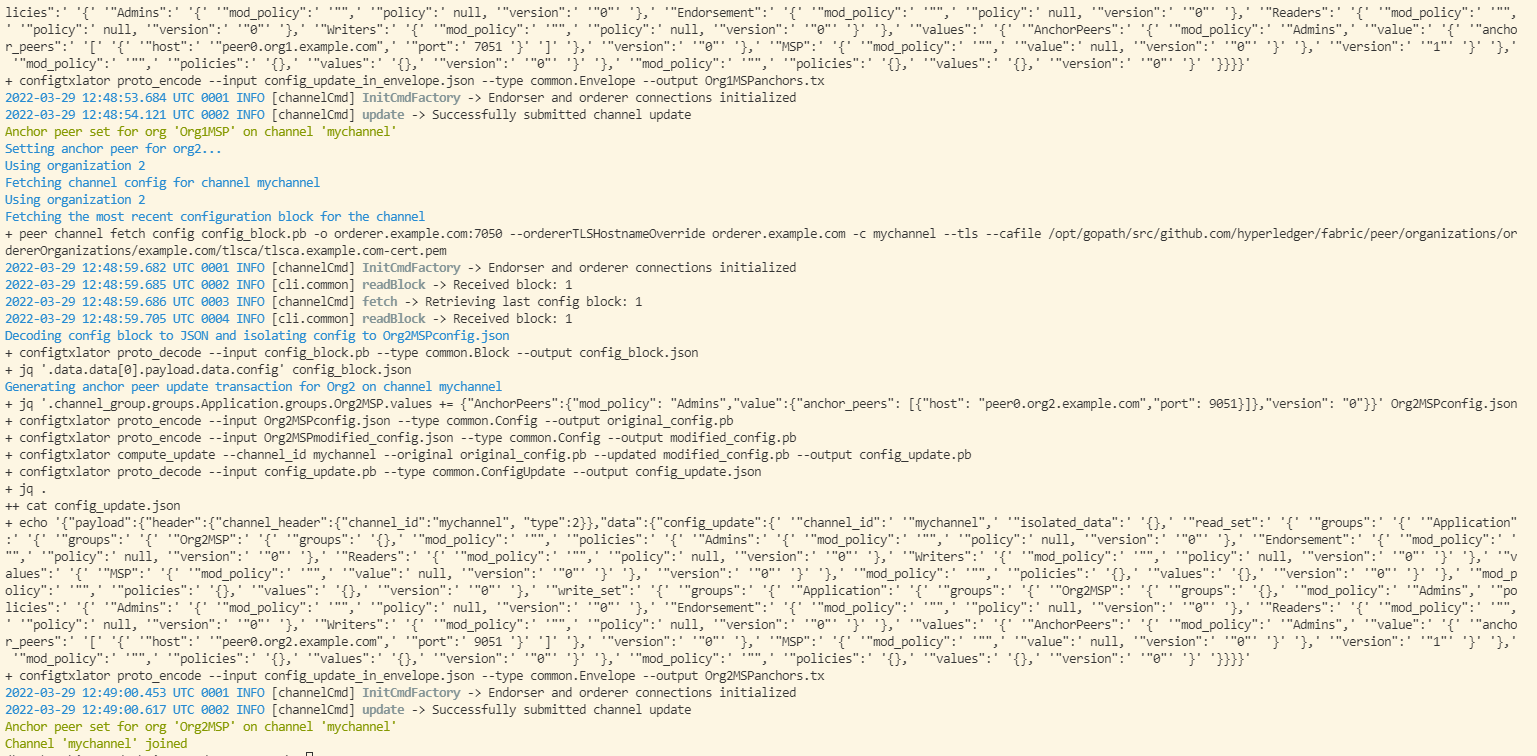 licies":' '{' '"Admins":' '{' '"mod_policy":' '"",' '"policy":' null, '"version":' '"0"' '},' '"Endorsement":' '{' '"mod_policy":' '"",' '"policy":' null, '"version":' '"0"' '},' '"Readers":' '{' '"mod_policy":' '"",
' '"policy":' null, '"version":' '"0"' '},' '"Writers":' '{' '"mod_policy":' '"",' '"policy":' null, '"version":' '"0"' '}' '},' '"values":' '{' '"AnchorPeers":' '{' '"mod_policy":' '"Admins",' '"value":' '{' '"ancho
r_peers":' '[' '{' '"host":' '"peer0.org1.example.com",' '"port":' 7051 '}' ']' '},' '"version":' '"0"' '},' '"MSP":' '{' '"mod_policy":' '"",' '"value":' null, '"version":' '"0"' '}' '},' '"version":' '"1"' '}' '},
' '"mod_policy":' '"",' '"policies":' '{},' '"values":' '{},' '"version":' '"0"' '}' '},' '"mod_policy":' '"",' '"policies":' '{},' '"values":' '{},' '"version":' '"0"' '}' '}}}}'
+ configtxlator proto_encode --input config_update_in_envelope.json --type common.Envelope --output Org1MSPanchors.tx
2022-03-29 12:48:53.684 UTC 0001 INFO [channelCmd] InitCmdFactory -> Endorser and orderer connections initialized
2022-03-29 12:48:54.121 UTC 0002 INFO [channelCmd] update -> Successfully submitted channel update
Anchor peer set for org 'Org1MSP' on channel 'mychannel'
Setting anchor peer for org2...
Using organization 2
Fetching channel config for channel mychannel
Using organization 2
Fetching the most recent configuration block for the channel
+ peer channel fetch config config_block.pb -o orderer.example.com:7050 --ordererTLSHostnameOverride orderer.example.com -c mychannel --tls --cafile /opt/gopath/src/github.com/hyperledger/fabric/peer/organizations/or
dererOrganizations/example.com/tlsca/tlsca.example.com-cert.pem
2022-03-29 12:48:59.682 UTC 0001 INFO [channelCmd] InitCmdFactory -> Endorser and orderer connections initialized
2022-03-29 12:48:59.685 UTC 0002 INFO [cli.common] readBlock -> Received block: 1
2022-03-29 12:48:59.686 UTC 0003 INFO [channelCmd] fetch -> Retrieving last config block: 1
2022-03-29 12:48:59.705 UTC 0004 INFO [cli.common] readBlock -> Received block: 1
Decoding config block to JSON and isolating config to Org2MSPconfig.json
+ configtxlator proto_decode --input config_block.pb --type common.Block --output config_block.json
+ jq '.data.data[0].payload.data.config' config_block.json
Generating anchor peer update transaction for Org2 on channel mychannel
+ jq '.channel_group.groups.Application.groups.Org2MSP.values += {"AnchorPeers":{"mod_policy": "Admins","value":{"anchor_peers": [{"host": "peer0.org2.example.com","port": 9051}]},"version": "0"}}' Org2MSPconfig.json
+ configtxlator proto_encode --input Org2MSPconfig.json --type common.Config --output original_config.pb
+ configtxlator proto_encode --input Org2MSPmodified_config.json --type common.Config --output modified_config.pb
+ configtxlator compute_update --channel_id mychannel --original original_config.pb --updated modified_config.pb --output config_update.pb
+ configtxlator proto_decode --input config_update.pb --type common.ConfigUpdate --output config_update.json
+ jq .
++ cat config_update.json
+ echo '{"payload":{"header":{"channel_header":{"channel_id":"mychannel", "type":2}},"data":{"config_update":{' '"channel_id":' '"mychannel",' '"isolated_data":' '{},' '"read_set":' '{' '"groups":' '{' '"Application"
:' '{' '"groups":' '{' '"Org2MSP":' '{' '"groups":' '{},' '"mod_policy":' '"",' '"policies":' '{' '"Admins":' '{' '"mod_policy":' '"",' '"policy":' null, '"version":' '"0"' '},' '"Endorsement":' '{' '"mod_policy":' '
"",' '"policy":' null, '"version":' '"0"' '},' '"Readers":' '{' '"mod_policy":' '"",' '"policy":' null, '"version":' '"0"' '},' '"Writers":' '{' '"mod_policy":' '"",' '"policy":' null, '"version":' '"0"' '}' '},' '"v
alues":' '{' '"MSP":' '{' '"mod_policy":' '"",' '"value":' null, '"version":' '"0"' '}' '},' '"version":' '"0"' '}' '},' '"mod_policy":' '"",' '"policies":' '{},' '"values":' '{},' '"version":' '"0"' '}' '},' '"mod_p
olicy":' '"",' '"policies":' '{},' '"values":' '{},' '"version":' '"0"' '},' '"write_set":' '{' '"groups":' '{' '"Application":' '{' '"groups":' '{' '"Org2MSP":' '{' '"groups":' '{},' '"mod_policy":' '"Admins",' '"po
licies":' '{' '"Admins":' '{' '"mod_policy":' '"",' '"policy":' null, '"version":' '"0"' '},' '"Endorsement":' '{' '"mod_policy":' '"",' '"policy":' null, '"version":' '"0"' '},' '"Readers":' '{' '"mod_policy":' '"",
' '"policy":' null, '"version":' '"0"' '},' '"Writers":' '{' '"mod_policy":' '"",' '"policy":' null, '"version":' '"0"' '}' '},' '"values":' '{' '"AnchorPeers":' '{' '"mod_policy":' '"Admins",' '"value":' '{' '"ancho
r_peers":' '[' '{' '"host":' '"peer0.org2.example.com",' '"port":' 9051 '}' ']' '},' '"version":' '"0"' '},' '"MSP":' '{' '"mod_policy":' '"",' '"value":' null, '"version":' '"0"' '}' '},' '"version":' '"1"' '}' '},
' '"mod_policy":' '"",' '"policies":' '{},' '"values":' '{},' '"version":' '"0"' '}' '},' '"mod_policy":' '"",' '"policies":' '{},' '"values":' '{},' '"version":' '"0"' '}' '}}}}'
+ configtxlator proto_encode --input config_update_in_envelope.json --type common.Envelope --output Org2MSPanchors.tx
2022-03-29 12:49:00.453 UTC 0001 INFO [channelCmd] InitCmdFactory -> Endorser and orderer connections initialized
2022-03-29 12:49:00.617 UTC 0002 INFO [channelCmd] update -> Successfully submitted channel update
Anchor peer set for org 'Org2MSP' on channel 'mychannel'
Channel 'mychannel' joined